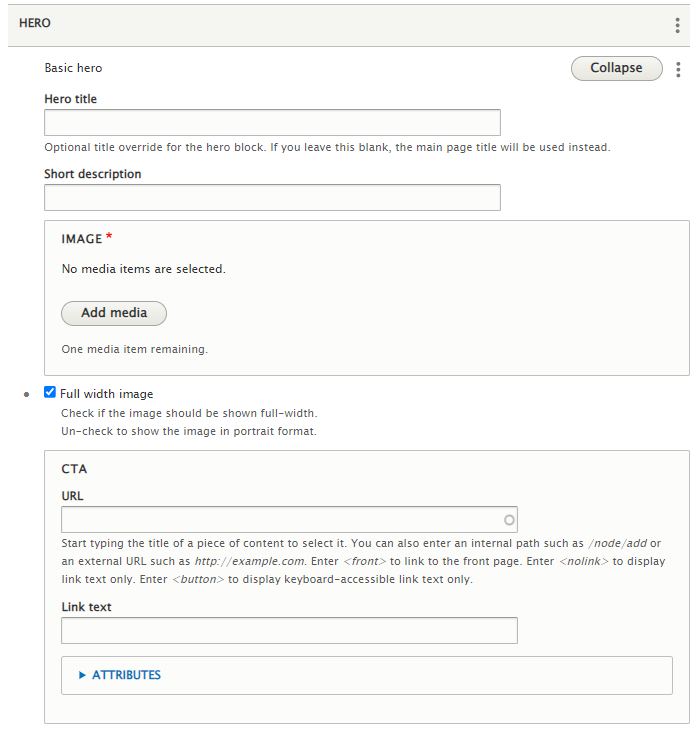 HERO
Basic hero
Collapse
Hero title
Optional title override for the hero block. If you leave this blank, the main page title will be used instead.
Short description
IMAGE *
No media items are selected.
Add media
One media item remaining.
Full width image
Check if the image should be shown full-width.
Un-check to show the image in portrait format.
CTA
URL
Start typing the title of a piece of content to select it. You can also enter an internal path such as /node/add or
an external URL such as http://example.com. Enter <front> to link to the front page. Enter <nolink> to display
link text only. Enter <button> to display keyboard-accessible link text only.
Link text
ATTRIBUTES